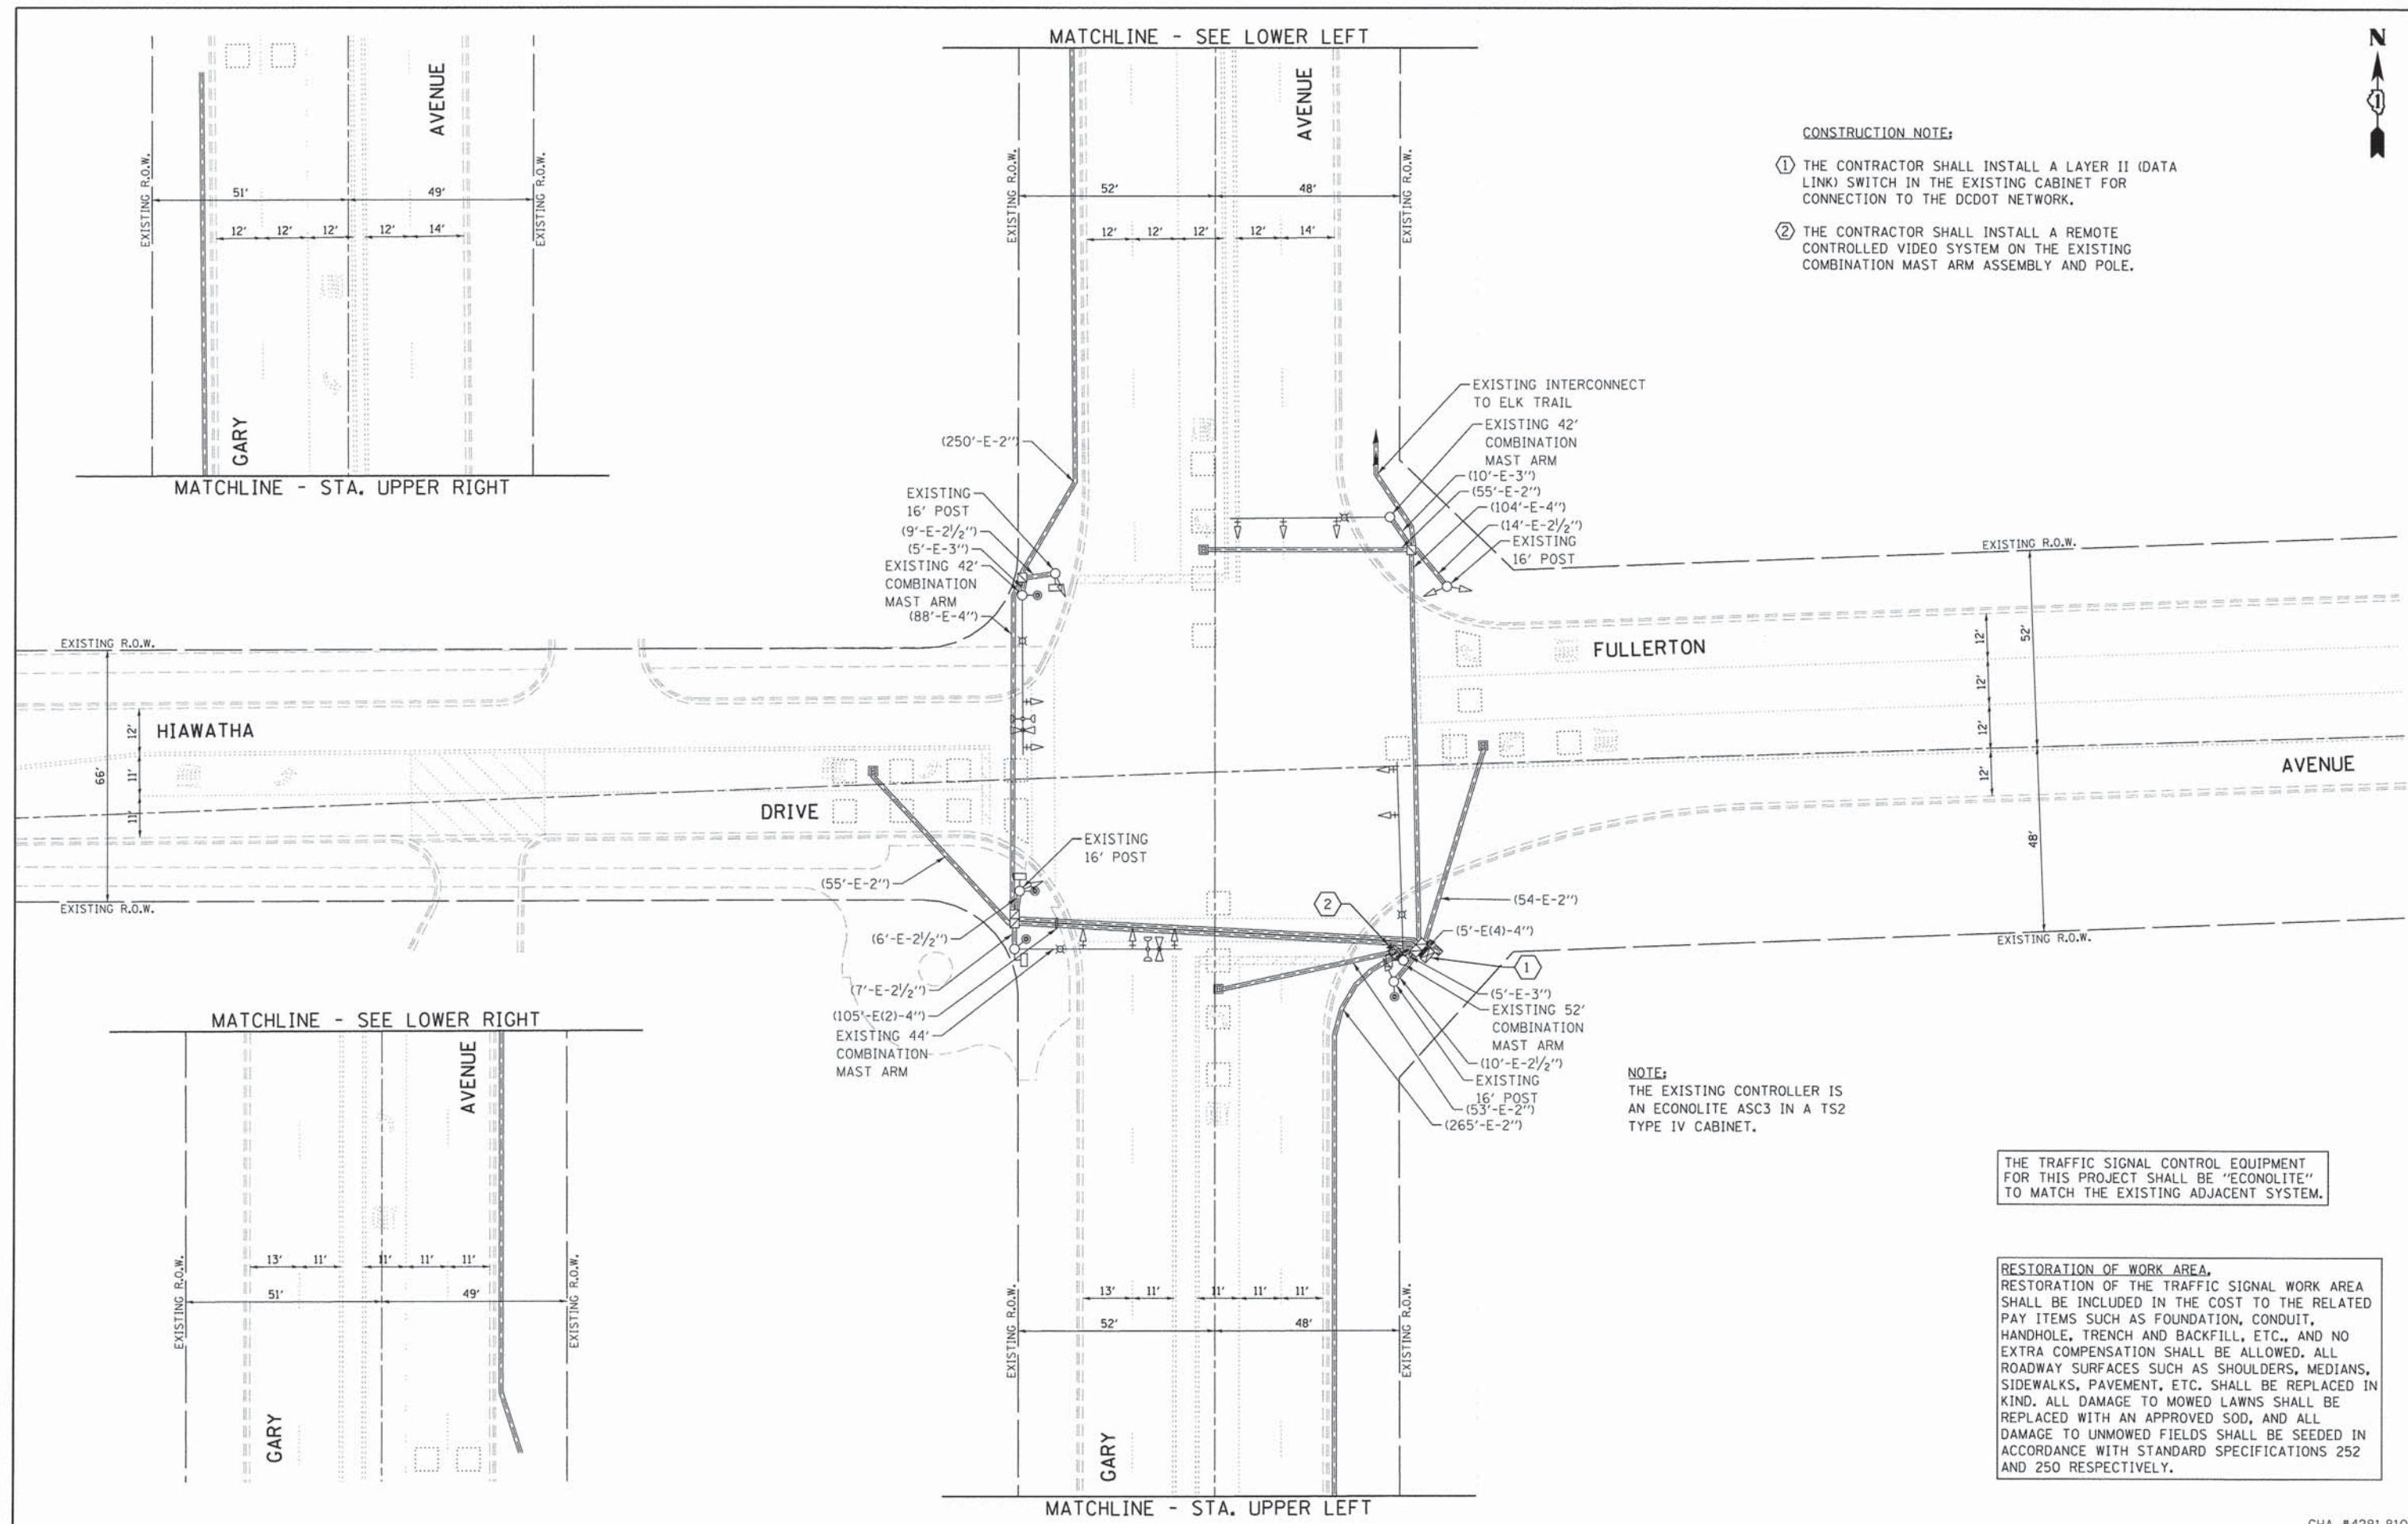 MATCHLINE - SEE LOWER LEFT
N
1
AVENUE
EXISTING R.O.W.
51'
49'
EXISTING R.O.W.
12'
12'
12'
12'
14'
GARY
MATCHLINE - STA. UPPER RIGHT
AVENUE
EXISTING R.O.W.
52'
48'
EXISTING R.O.W.
12'
12'
12'
12'
14'
CONSTRUCTION NOTE:
1 THE CONTRACTOR SHALL INSTALL A LAYER II (DATA
LINK) SWITCH IN THE EXISTING CABINET FOR
CONNECTION TO THE DCDOT NETWORK.
2 THE CONTRACTOR SHALL INSTALL A REMOTE
CONTROLLED VIDEO SYSTEM ON THE EXISTING
COMBINATION MAST ARM ASSEMBLY AND POLE.
EXISTING INTERCONNECT
TO ELK TRAIL
EXISTING 42'
COMBINATION
MAST ARM
(10'-E-3")
(55'-E-2")
(104'-E-4")
(14'-E-2½")
EXISTING
16' POST
(250'-E-2")
EXISTING
16' POST
(9'-E-2½")
(5'-E-3")
EXISTING 42'
COMBINATION
MAST ARM
(88'-E-4")
EXISTING R.O.W.
EXISTING R.O.W.
FULLERTON
12'
52'
12'
12'
12'
48'
AVENUE
EXISTING R.O.W.
HIAWATHA
12'
66'
11'
11'
DRIVE
EXISTING R.O.W.
EXISTING
16' POST
(55'-E-2")
(6'-E-2½")
(7'-E-2½")
(105'-E(2)-4")
EXISTING 44'
COMBINATION
MAST ARM
2
(54-E-2")
(5'-E(4)-4")
1
(5'-E-3")
EXISTING 52'
COMBINATION
MAST ARM
(10'-E-2½")
EXISTING
16' POST
(53'-E-2")
(265'-E-2")
NOTE:
THE EXISTING CONTROLLER IS
AN ECONOLITE ASC3 IN A TS2
TYPE IV CABINET.
MATCHLINE - SEE LOWER RIGHT
AVENUE
EXISTING R.O.W.
13'
11'
11'
11'
11'
51'
49'
EXISTING R.O.W.
GARY
EXISTING R.O.W.
13'
11'
11'
11'
11'
52'
48'
EXISTING R.O.W.
GARY
MATCHLINE - STA. UPPER LEFT
THE TRAFFIC SIGNAL CONTROL EQUIPMENT
FOR THIS PROJECT SHALL BE "ECONOLITE"
TO MATCH THE EXISTING ADJACENT SYSTEM.
RESTORATION OF WORK AREA.
RESTORATION OF THE TRAFFIC SIGNAL WORK AREA
SHALL BE INCLUDED IN THE COST TO THE RELATED
PAY ITEMS SUCH AS FOUNDATION, CONDUIT,
HANDHOLE, TRENCH AND BACKFILL, ETC., AND NO
EXTRA COMPENSATION SHALL BE ALLOWED. ALL
ROADWAY SURFACES SUCH AS SHOULDERS, MEDIANS,
SIDEWALKS, PAVEMENT, ETC. SHALL BE REPLACED IN
KIND. ALL DAMAGE TO MOWED LAWNS SHALL BE
REPLACED WITH AN APPROVED SOD, AND ALL
DAMAGE TO UNMOWED FIELDS SHALL BE SEEDED IN
ACCORDANCE WITH STANDARD SPECIFICATIONS 252
AND 250 RESPECTIVELY.